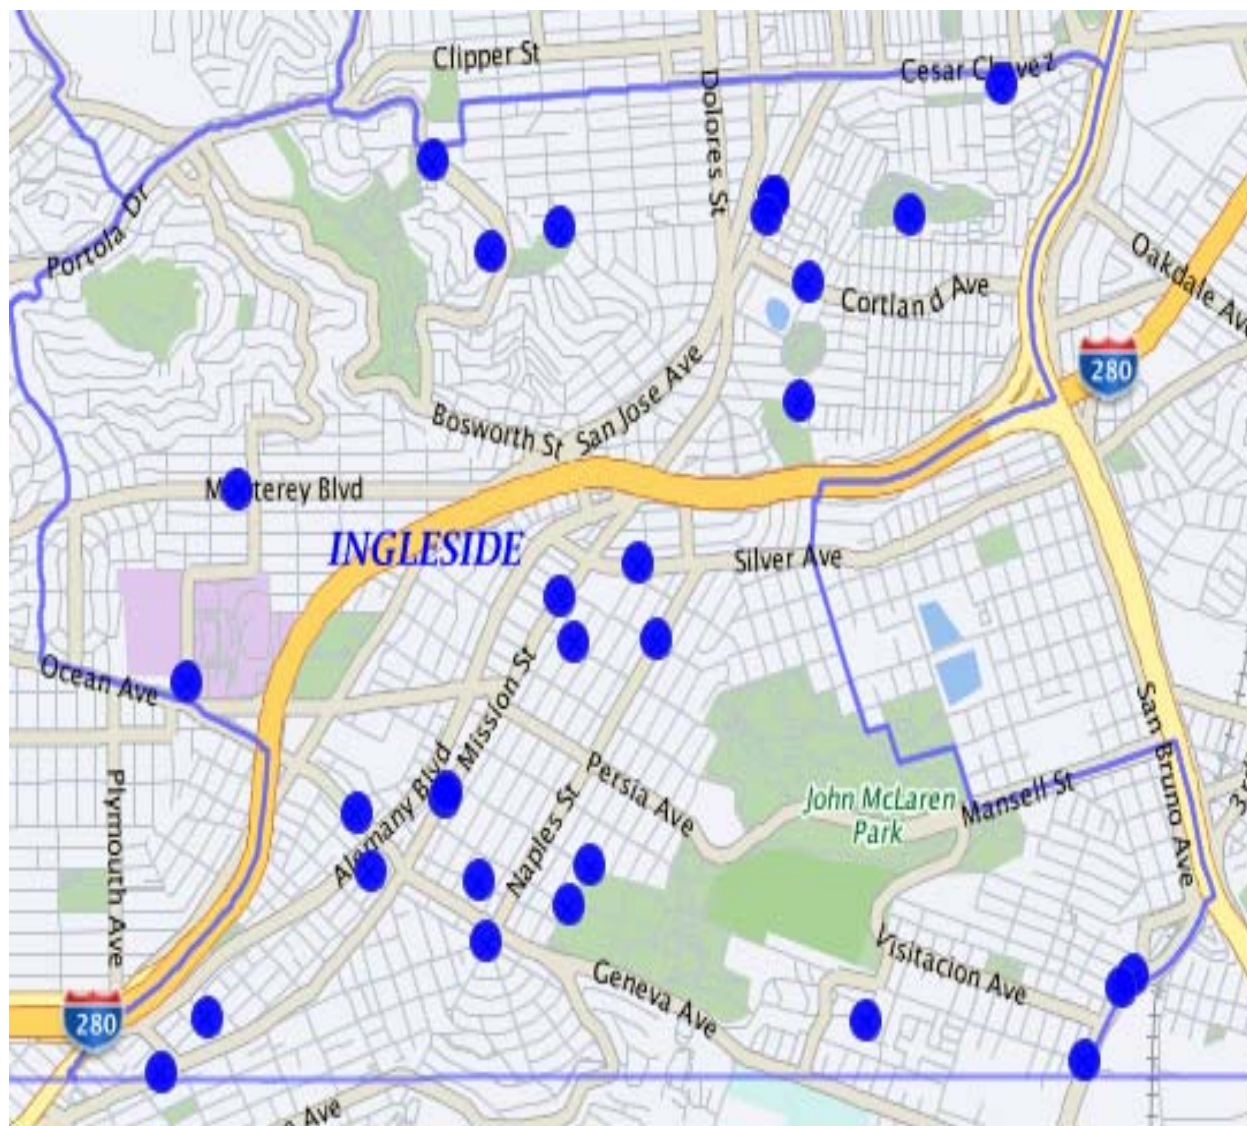 Clipper St
Cesar Chavez
Dolores St
Portola Dr
Oakdale Ave
Cortland Ave
280
San Jose Ave
Bosworth St
Monterey Blvd
INGLESIDE
Silver Ave
Ocean Ave
Mission St
San Bruno Ave
Persia Ave
Alemany Blvd
Plymouth Ave
Naples St
John McLaren
Park
Mansell St
Visitacion Ave
Geneva Ave
280
Ave